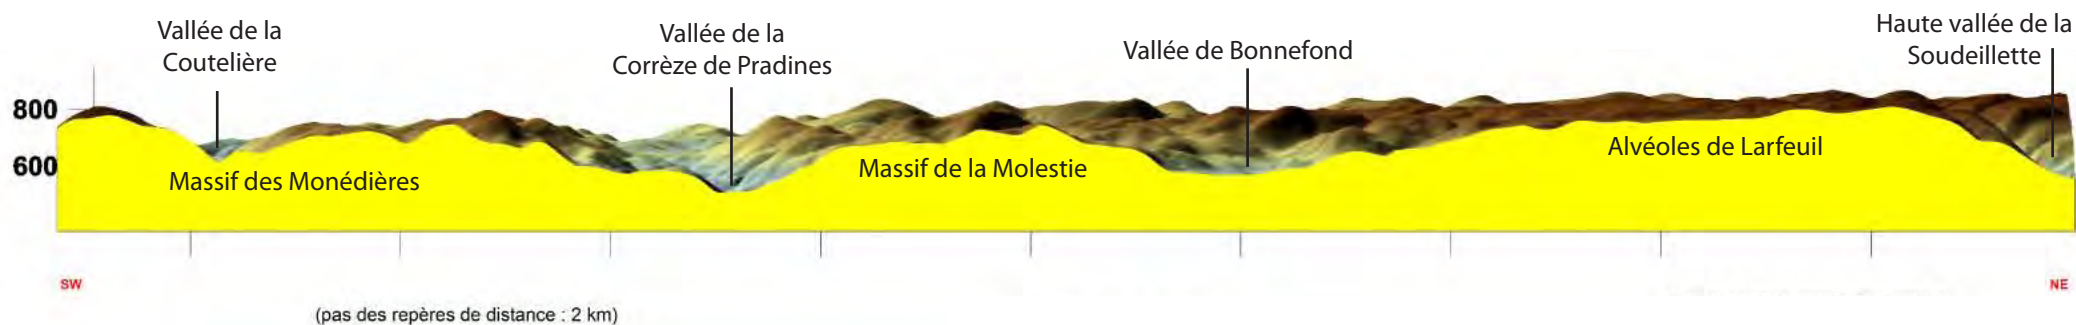 Vallée de la
Coutelière
Vallée de la
Corrèze de Pradines
Vallée de Bonnefond
Haute vallée de la
Soudeillette
800
600
Massif des Monédières
Massif de la Molestie
Alvéoles de Larfeuil
SW
NE
(pas des repères de distance : 2 km)